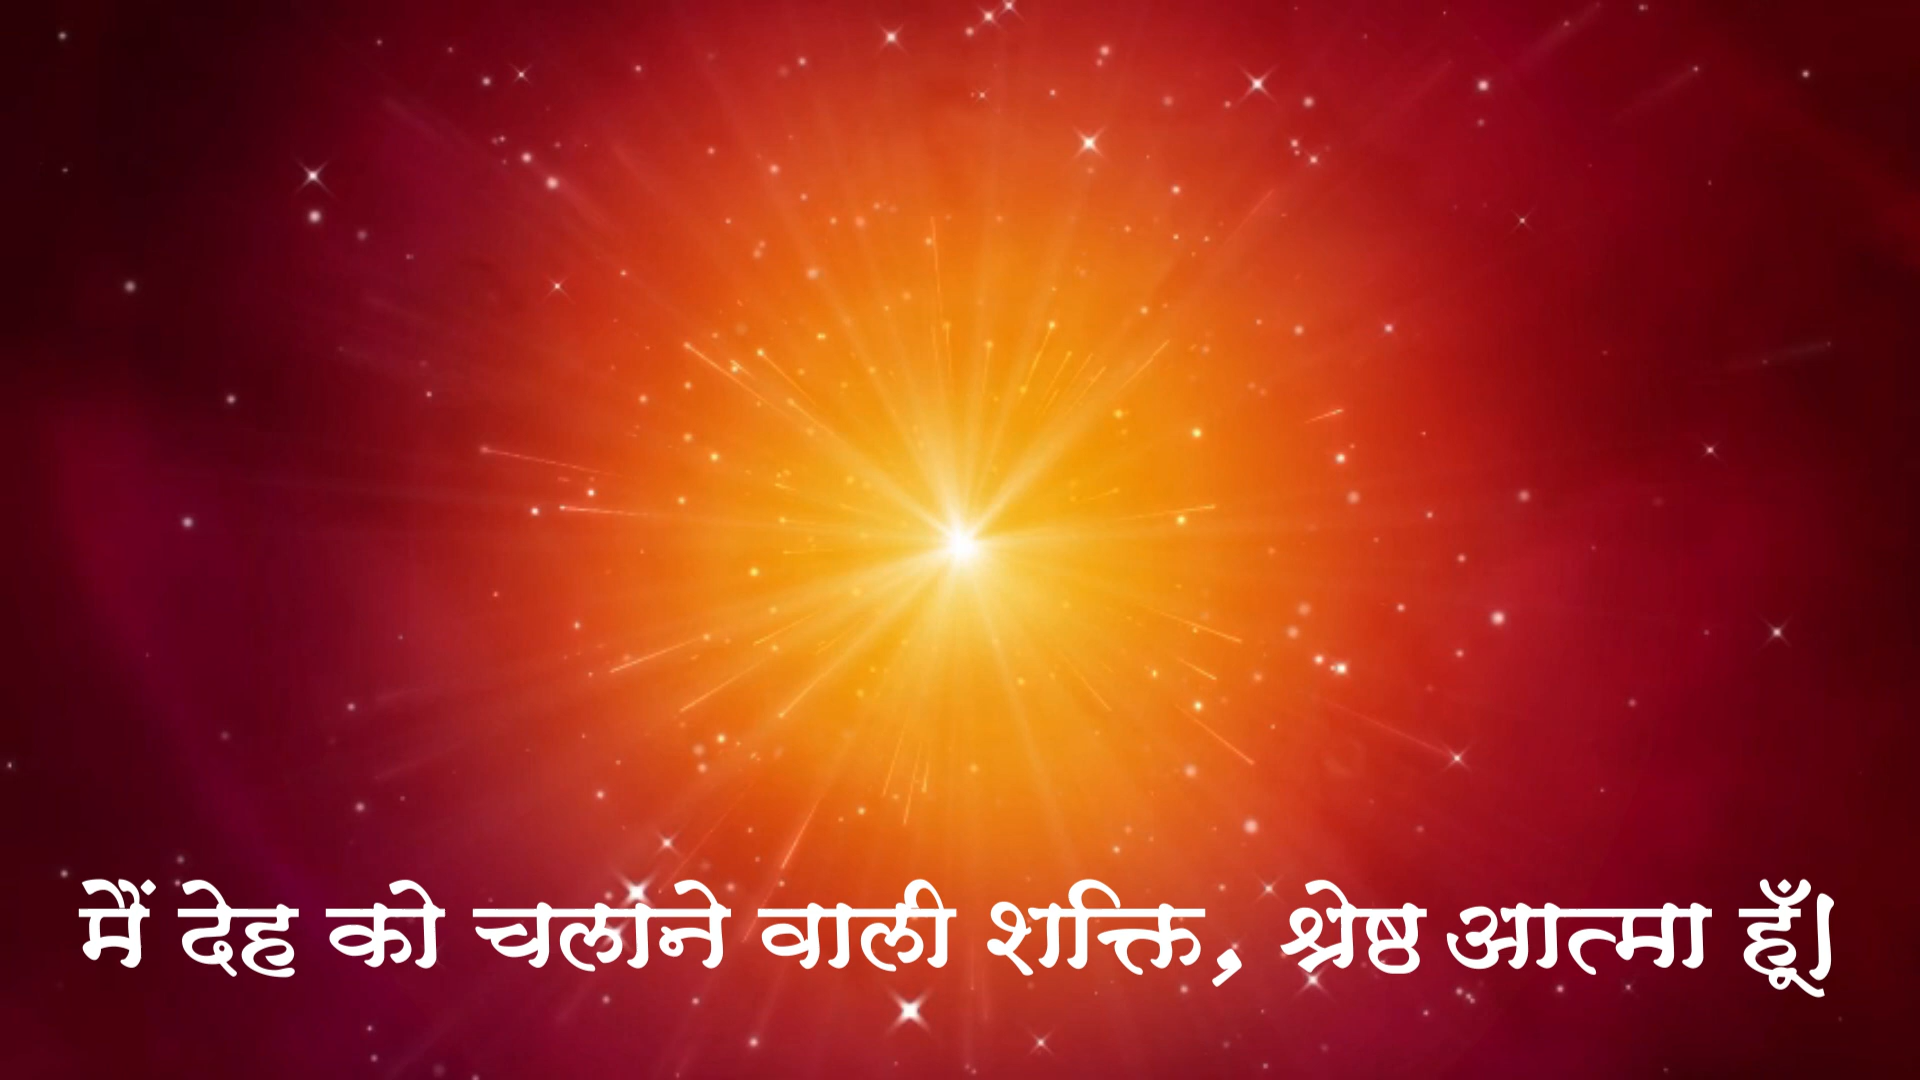 मैं देह को चलाने वाली शक्ति, श्रेष्ठ आत्मा हूँ।